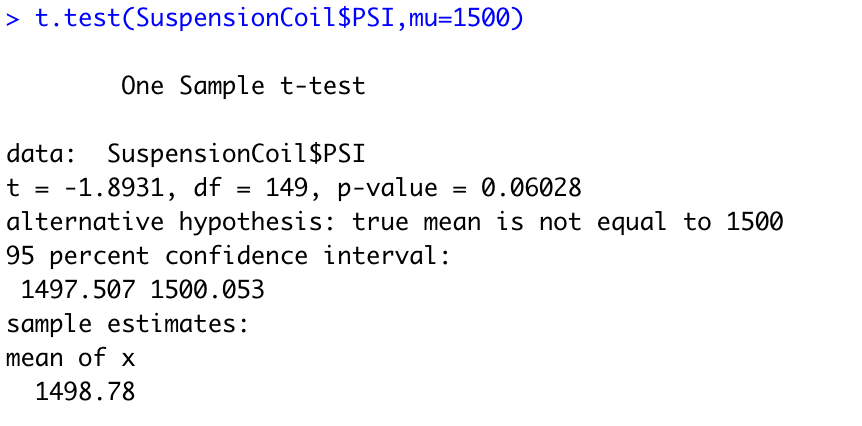 > t.test(SuspensionCoil$PSI,mu=1500)
One Sample t-test
data:  SuspensionCoil$PSI
t = -1.8931, df = 149, p-value = 0.06028
alternative hypothesis: true mean is not equal to 1500
95 percent confidence interval:
 1497.507 1500.053
sample estimates:
mean of x
  1498.78